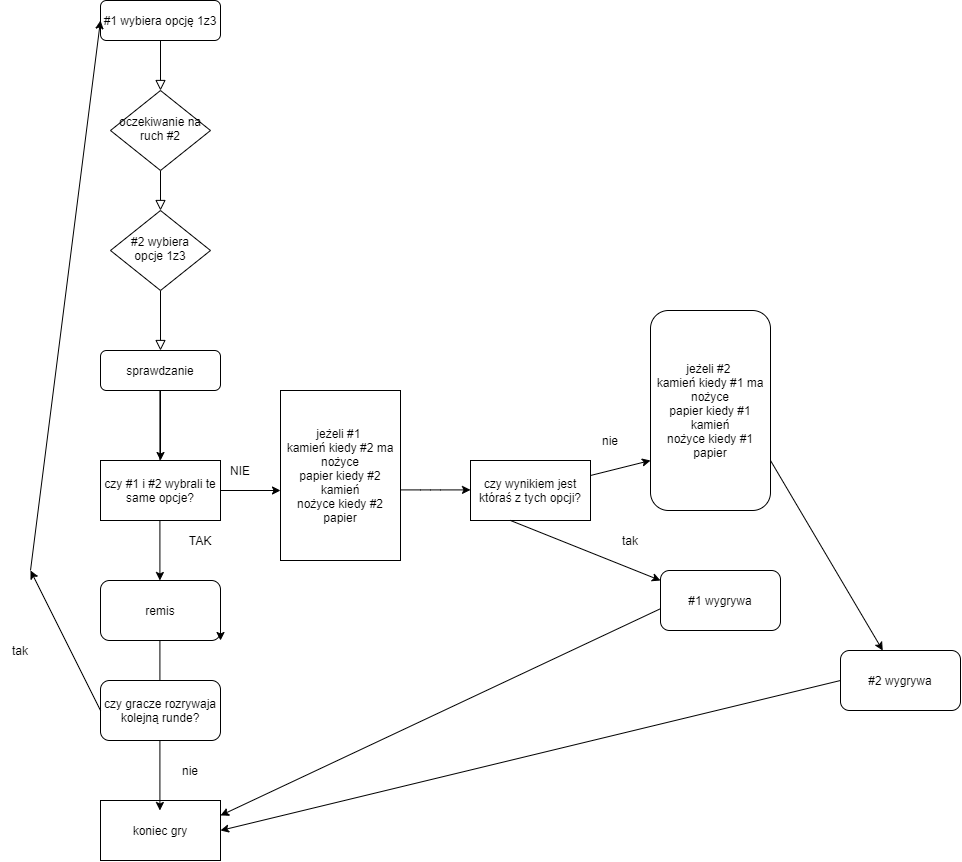 #1 wybiera opcję 1z3
oczekiwanie na
ruch #2
#2 wybiera
opcje 1z3
sprawdzanie
czy #1 i #2 wybrali te
same opcje?
NIE
jeżeli #1
kamień kiedy #2 ma
nożyce
papier kiedy #2
kamień
nożyce kiedy #2
papier
czy wynikiem jest
któraś z tych opcji?
nie
jeżeli #2
kamień kiedy #1 ma
nożyce
papier kiedy #1
kamień
nożyce kiedy #1
papier
TAK
tak
remis
#1 wygrywa
tak
#2 wygrywa
czy gracze rozrywaja
kolejną runde?
nie
koniec gry